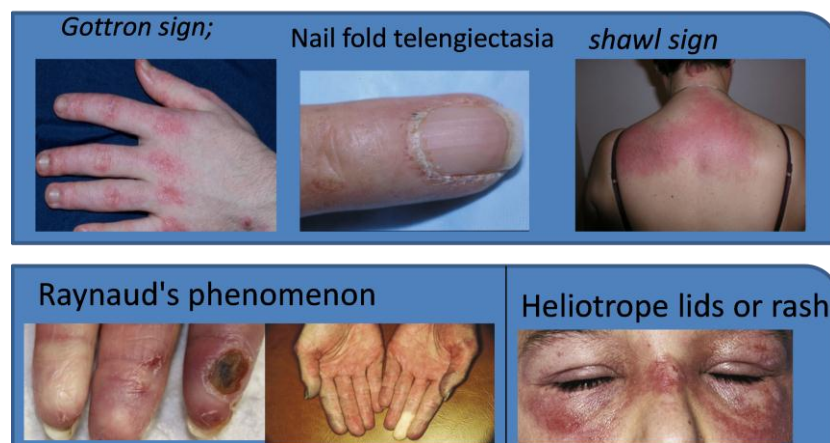 Gottron sign;
Nail fold telengiectasia
shawl sign
Raynaud's phenomenon
Heliotrope lids or rash